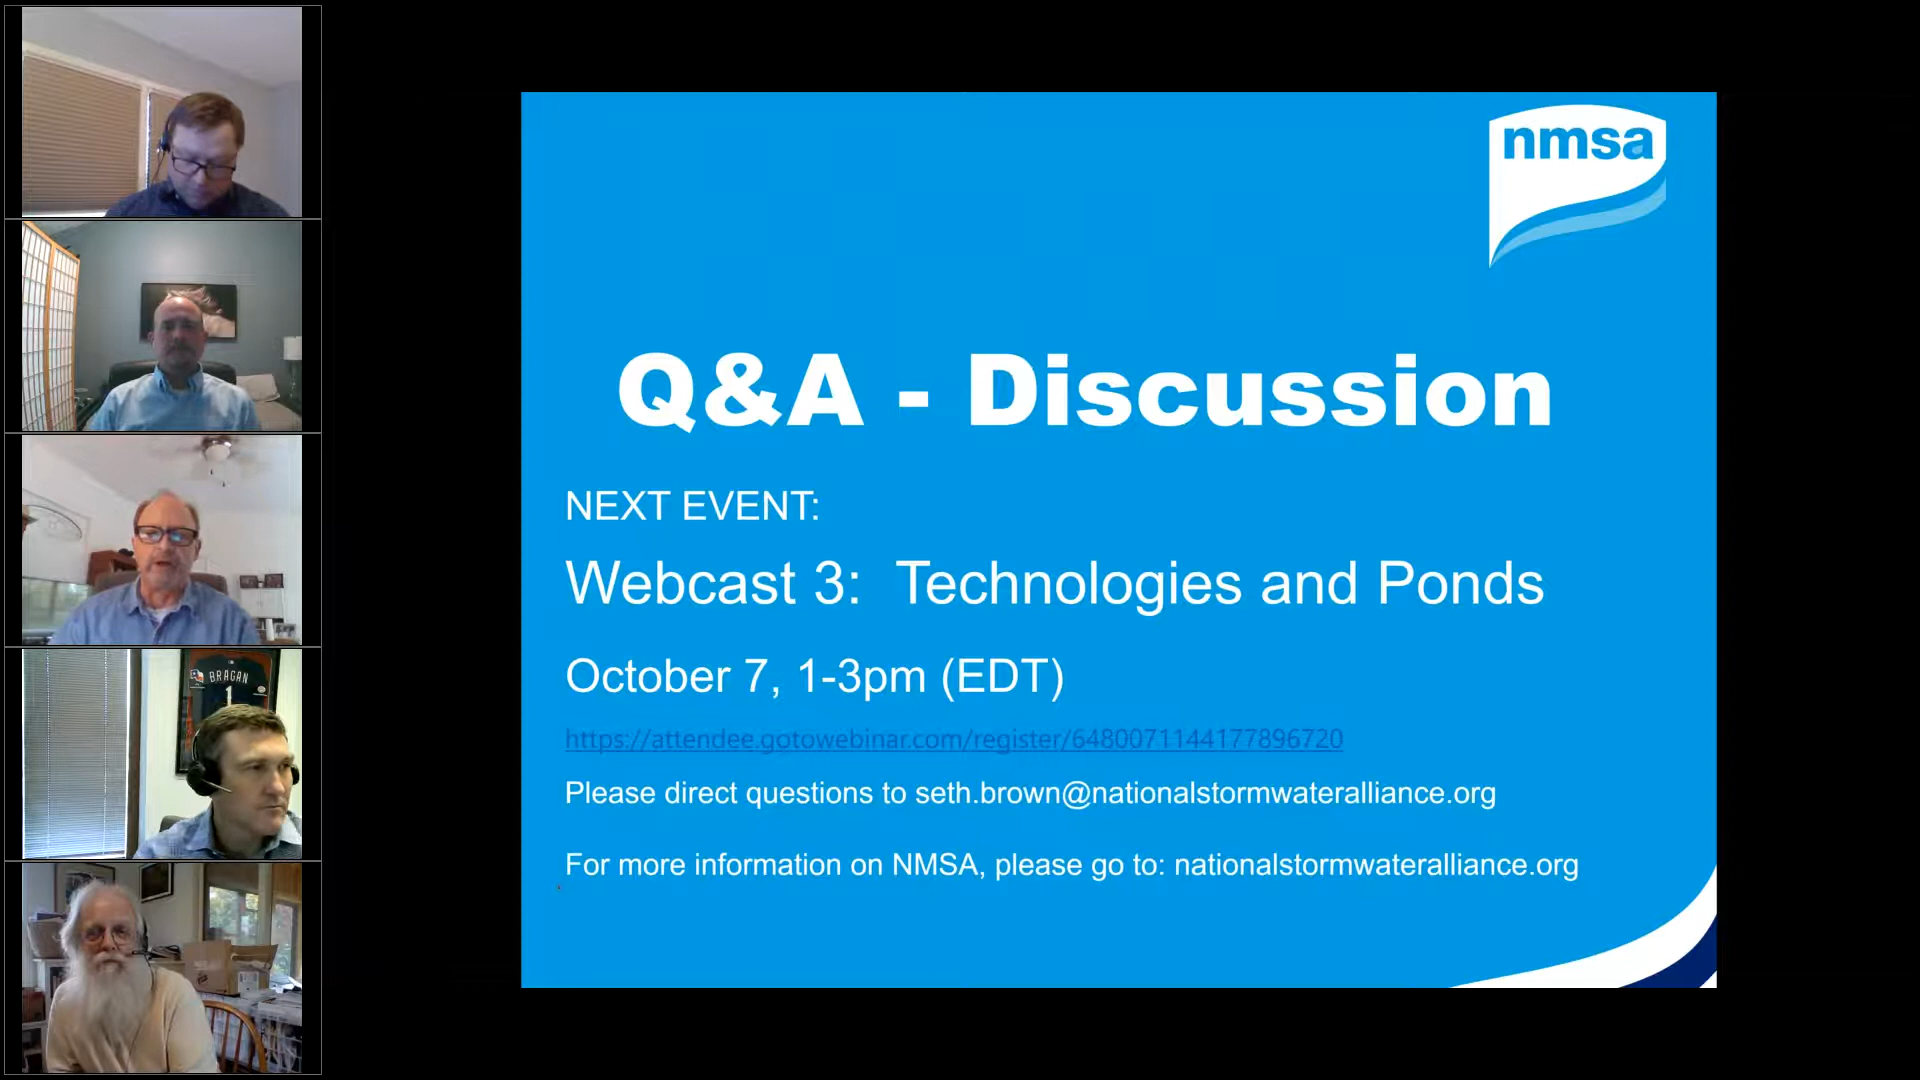 nmsa
Q&A - Discussion
NEXT EVENT:
Webcast 3: Technologies and Ponds
October 7, 1-3pm (EDT)
https://attendee.gotowebinar.com/register/6480071144177896720
Please direct questions to seth.brown@nationalstormwateralliance.org
For more information on NMSA, please go to: nationalstormwateralliance.org
BRAGAN
1